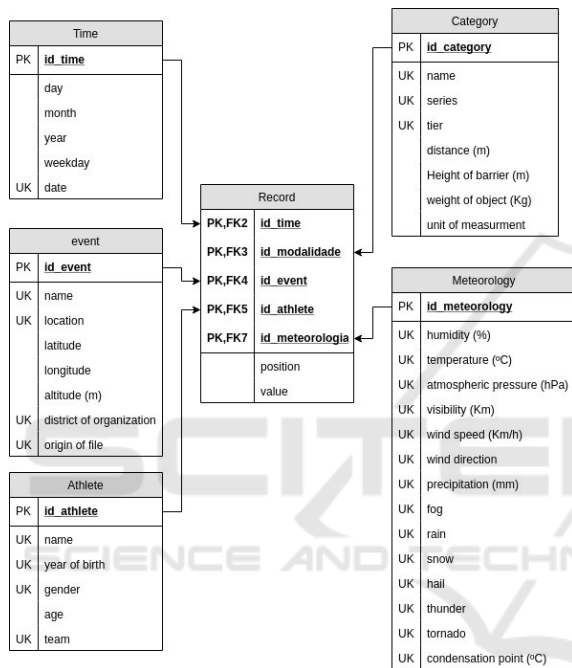 Time
PK id_time
day
month
year
weekday
UK date
event
PK id_event
UK name
UK location
latitude
longitude
altitude (m)
UK district of organization
UK origin of file
Athlete
PK id_athlete
UK name
UK year of birth
UK gender
age
UK team
Record
PK,FK2 id_time
PK,FK3 id_modalidade
PK,FK4 id_event
PK,FK5 id_athlete
PK,FK7 id_meteorologia
position
value
Category
PK id_category
UK name
UK series
UK tier
distance (m)
Height of barrier (m)
weight of object (Kg)
unit of measurment
Meteorology
PK id_meteorology
UK humidity (%)
UK temperature (ºC)
UK atmospheric pressure (hPa)
UK visibility (Km)
UK wind speed (Km/h)
UK wind direction
UK precipitation (mm)
UK fog
UK rain
UK snow
UK hail
UK thunder
UK tornado
UK condensation point (ºC)
SCITE
SCIENCE AND TECHN